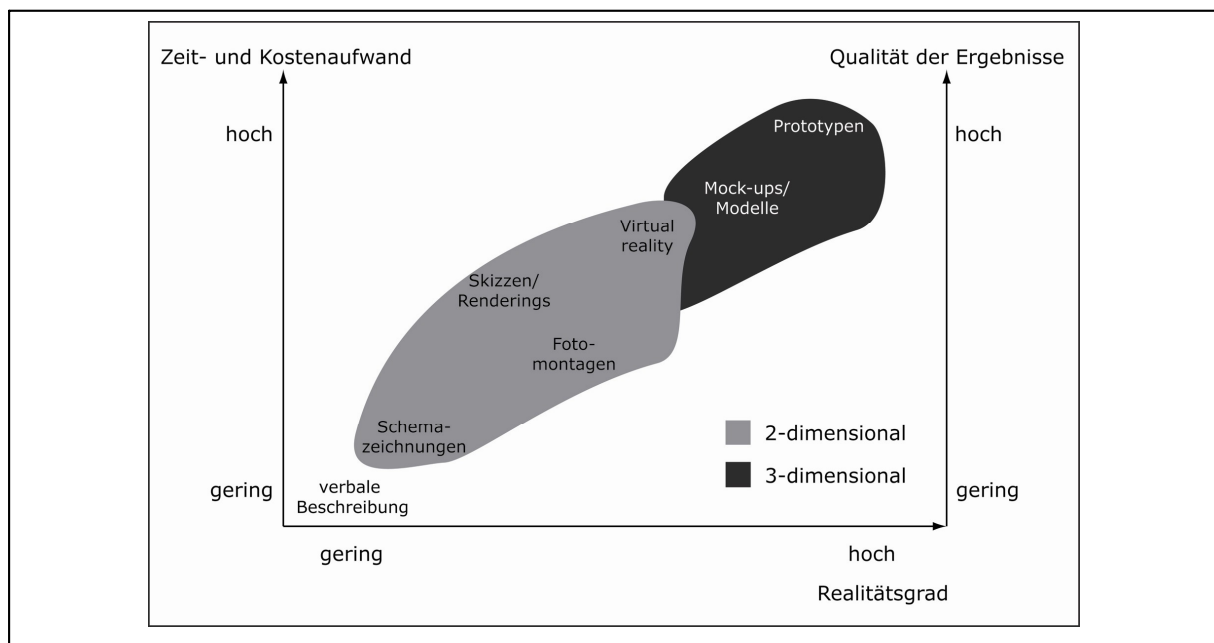 Zeit- und Kostenaufwand
Qualität der Ergebnisse
hoch
hoch
Prototypen
Mock-ups/
Modelle
Virtual
reality
Skizzen/
Renderings
Foto-
montagen
Schema-
zeichnungen
2-dimensional
3-dimensional
gering
verbale
Beschreibung
gering
gering
hoch
Realitätsgrad